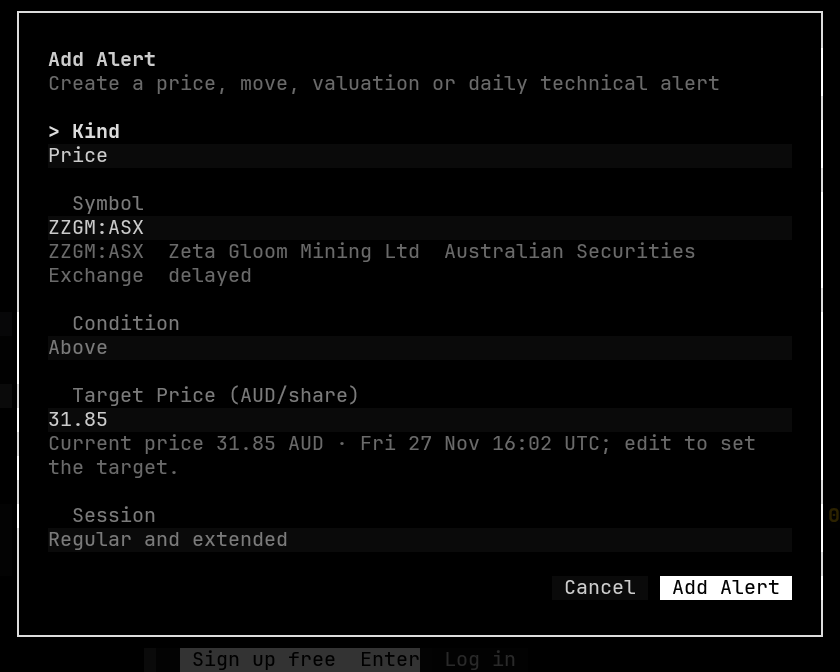 Add Alert
Create a price, move, valuation or daily technical alert
> Kind
Price
Symbol
ZZGM:ASX
ZZGM:ASX  Zeta Gloom Mining Ltd  Australian Securities
Exchange  delayed
Condition
Above
Target Price (AUD/share)
31.85
Current price 31.85 AUD · Fri 27 Nov 16:02 UTC; edit to set
the target.
Session
0
Regular and extended
Cancel  Add Alert
Sign up free  Enter  Log in